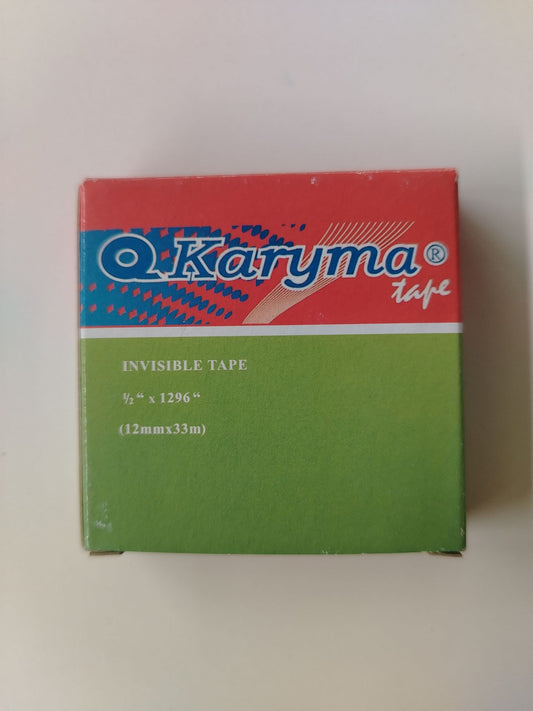 Karyma®
tape
INVISIBLE TAPE
½“ x 1296“
(12mmx33m)